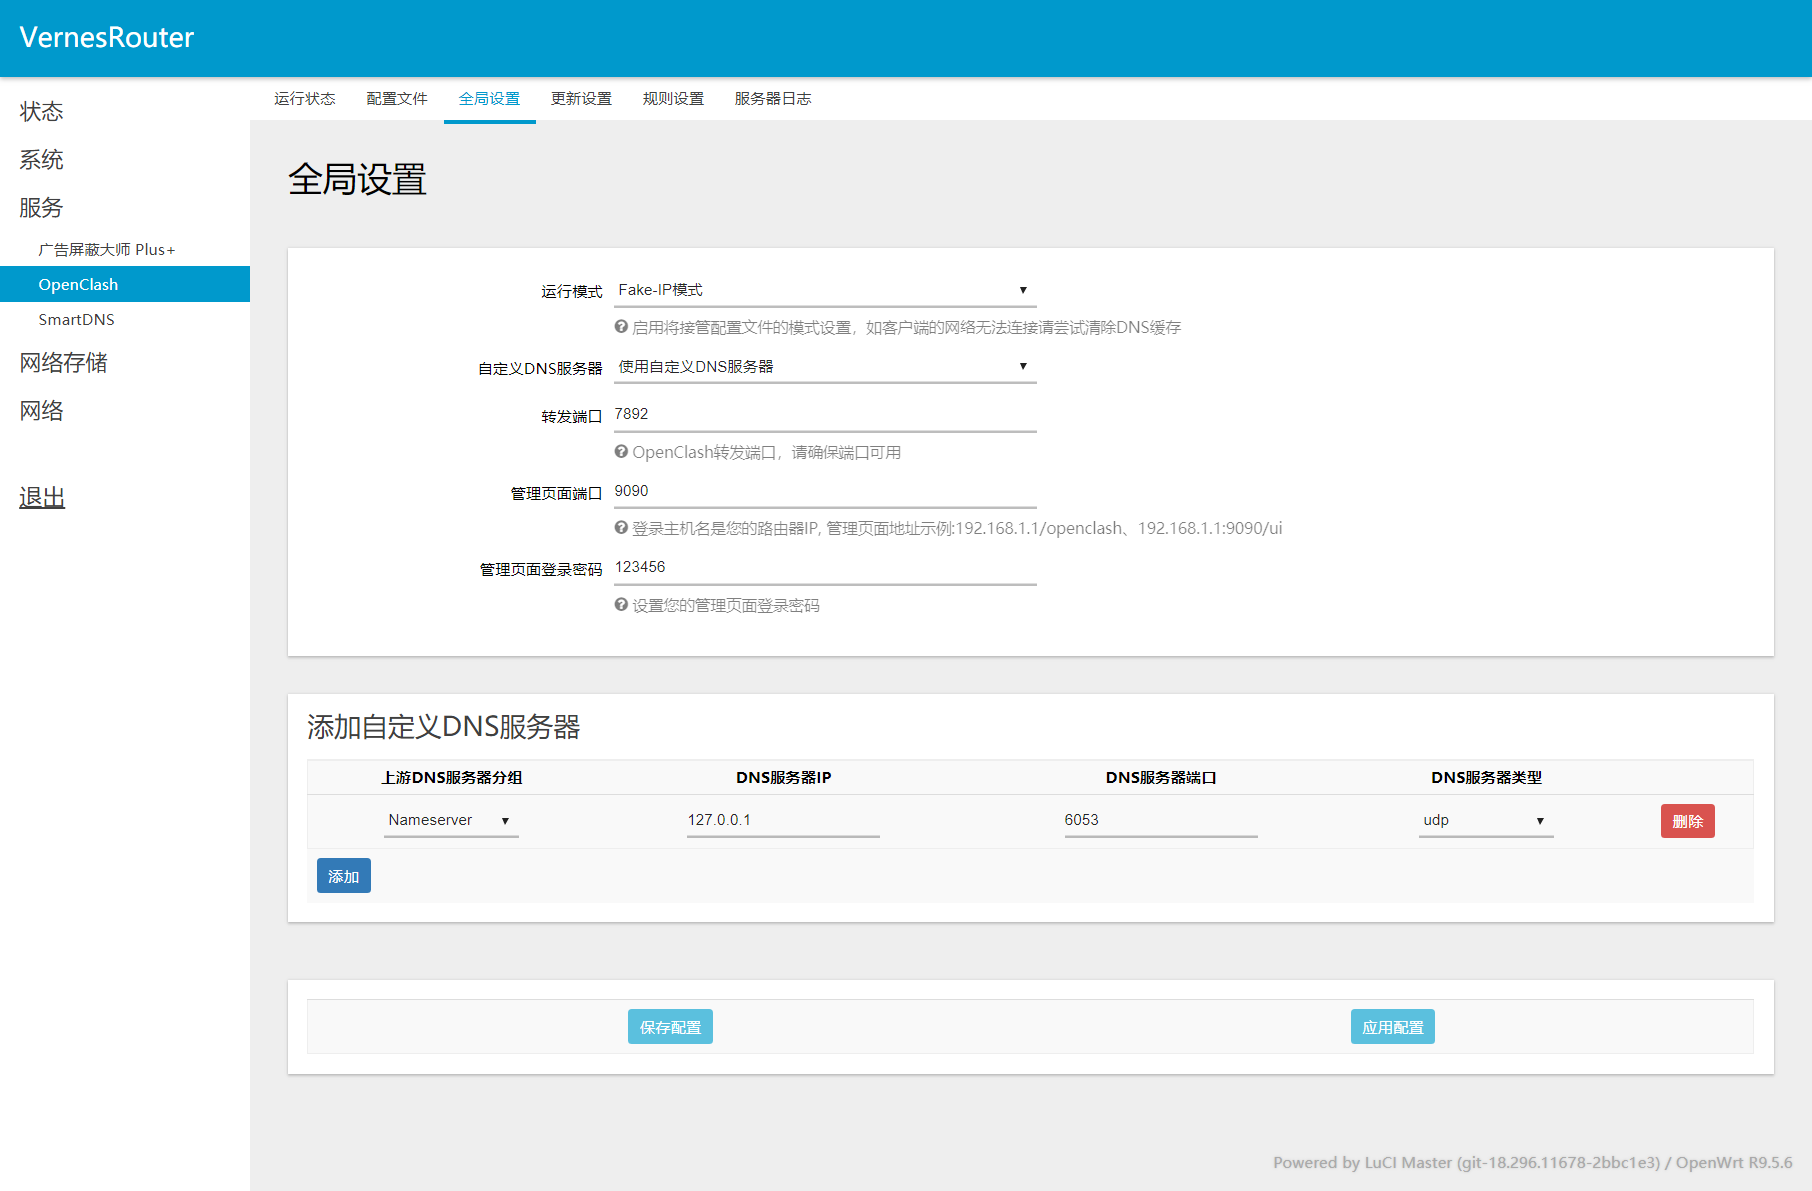 VernesRouter
状态
系统
服务
广告屏蔽大师 Plus+
OpenClash
SmartDNS
网络存储
网络
退出
运行状态 配置文件 全局设置 更新设置 规则设置 服务器日志
全局设置
运行模式 Fake-IP模式
启用将接管配置文件的模式设置，如客户端的网络无法连接请尝试清除DNS缓存
自定义DNS服务器 使用自定义DNS服务器
转发端口 7892
OpenClash转发端口，请确保端口可用
管理页面端口 9090
登录主机名是您的路由器IP, 管理页面地址示例:192.168.1.1/openclash、192.168.1.1:9090/ui
管理页面登录密码 123456
设置您的管理页面登录密码
添加自定义DNS服务器
上游DNS服务器分组 DNS服务器IP DNS服务器端口 DNS服务器类型
Nameserver 127.0.0.1 6053 udp 删除
添加
保存配置 应用配置
Powered by LuCI Master (git-18.296.11678-2bbc1e3) / OpenWrt R9.5.6